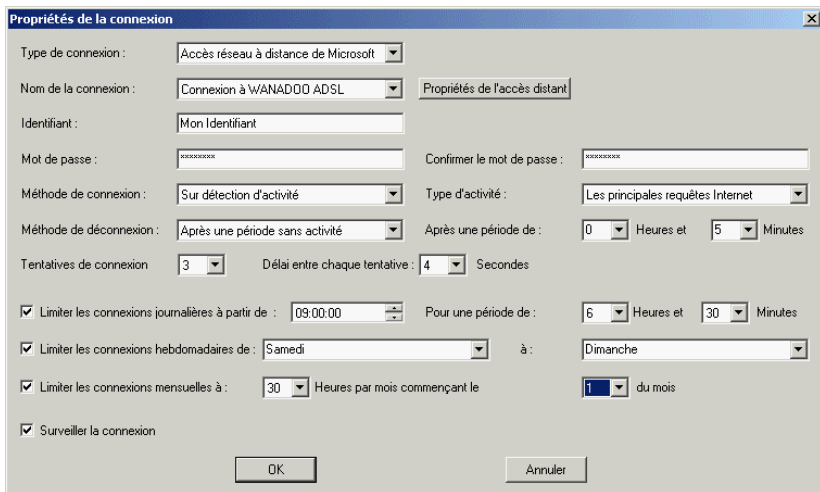 Propriétés de la connexion
Type de connexion : Accès réseau à distance de Microsoft
Nom de la connexion : Connexion à WANADOO ADSL Propriétés de l'accès distant
Identifiant : Mon Identifiant
Mot de passe : ******** Confirmer le mot de passe : ********
Méthode de connexion : Sur détection d'activité Type d'activité : Les principales requêtes Internet
Méthode de déconnexion : Après une période sans activité Après une période de : 0 Heures et 5 Minutes
Tentatives de connexion 3 Délai entre chaque tentative : 4 Secondes
Limiter les connexions journalières à partir de : 09:00:00 Pour une période de : 6 Heures et 30 Minutes
Limiter les connexions hebdomadaires de : Samedi à : Dimanche
Limiter les connexions mensuelles à : 30 Heures par mois commençant le 1 du mois
Surveiller la connexion
OK Annuler